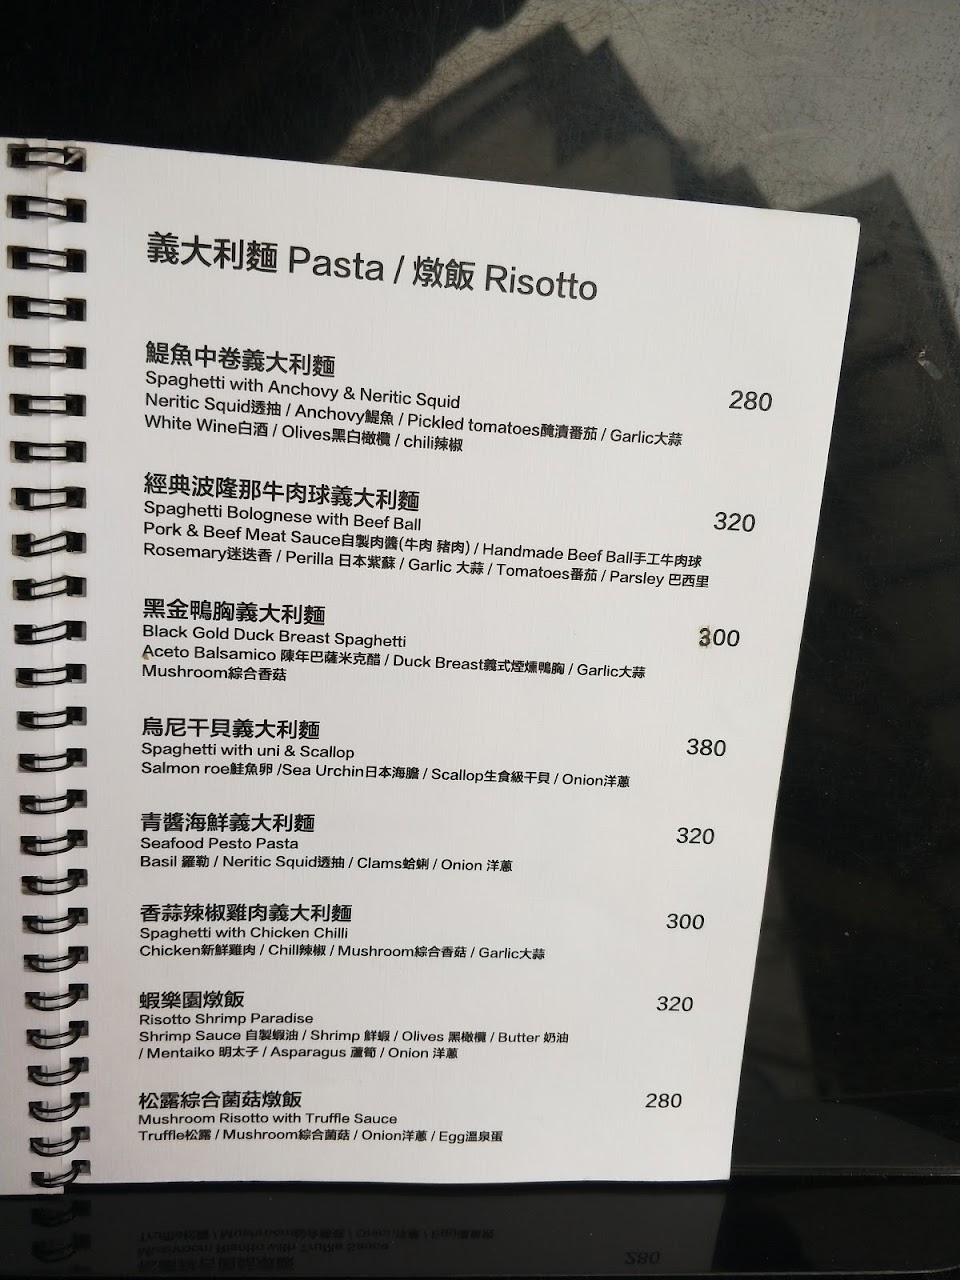 義大利麵 Pasta / 燉飯 Risotto
鯷魚中卷義大利麵
Spaghetti with Anchovy & Neritic Squid 280
Neritic Squid透抽 / Anchovy鯷魚 / Pickled tomatoes醃漬番茄 / Garlic大蒜
White Wine白酒 / Olives黑白橄欖 / chili辣椒
經典波隆那牛肉球義大利麵
Spaghetti Bolognese with Beef Ball 320
Pork & Beef Meat Sauce自製肉醬(牛肉 豬肉) / Handmade Beef Ball手工牛肉球
Rosemary迷迭香 / Perilla 日本紫蘇 / Garlic 大蒜 / Tomatoes番茄 / Parsley 巴西里
黑金鴨胸義大利麵
Black Gold Duck Breast Spaghetti 300
Aceto Balsamico 陳年巴薩米克醋 / Duck Breast義式煙燻鴨胸 / Garlic大蒜
Mushroom綜合香菇
烏尼干貝義大利麵
Spaghetti with uni & Scallop 380
Salmon roe鮭魚卵 /Sea Urchin日本海膽 / Scallop生食級干貝 / Onion洋蔥
青醬海鮮義大利麵
Seafood Pesto Pasta 320
Basil 羅勒 / Neritic Squid透抽 / Clams蛤蜊 / Onion 洋蔥
香蒜辣椒雞肉義大利麵
Spaghetti with Chicken Chilli 300
Chicken新鮮雞肉 / Chill辣椒 / Mushroom綜合香菇 / Garlic大蒜
蝦樂園燉飯 320
Risotto Shrimp Paradise
Shrimp Sauce 自製蝦油 / Shrimp 鮮蝦 / Olives 黑橄欖 / Butter 奶油
/ Mentaiko 明太子 / Asparagus 蘆筍 / Onion 洋蔥
松露綜合菌菇燉飯 280
Mushroom Risotto with Truffle Sauce
Truffle松露 / Mushroom綜合菌菇 / Onion洋蔥 / Egg溫泉蛋